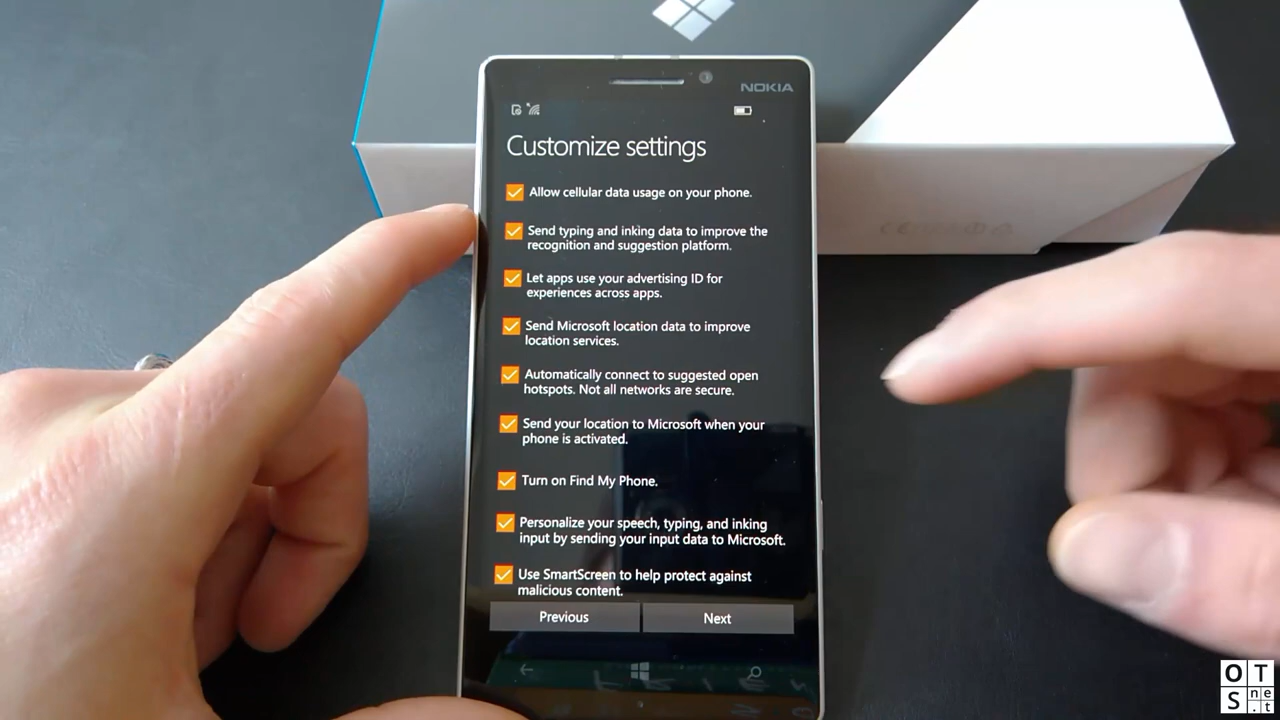 NOKIA
Customize settings
Allow cellular data usage on your phone.
Send typing and inking data to improve the
recognition and suggestion platform.
Let apps use your advertising ID for
experiences across apps.
Send Microsoft location data to improve
location services.
Automatically connect to suggested open
hotspots. Not all networks are secure.
Send your location to Microsoft when your
phone is activated.
Turn on Find My Phone.
Personalize your speech, typing, and inking
input by sending your input data to Microsoft.
Use SmartScreen to help protect against
malicious content.
Previous
Next
O T
S net